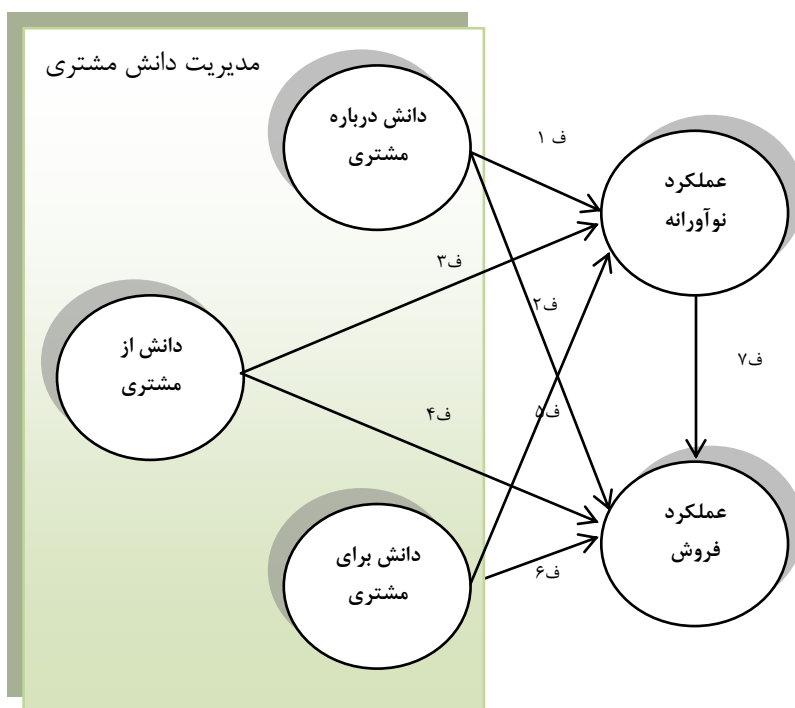 مدیریت دانش مشتری
دانش درباره
مشتری
ف ۱
عملکرد
نوآورانه
ف۳
ف۲
دانش از
مشتری
ف۷
ف۴
ف۵
عملکرد
فروش
دانش برای
مشتری
ف۶